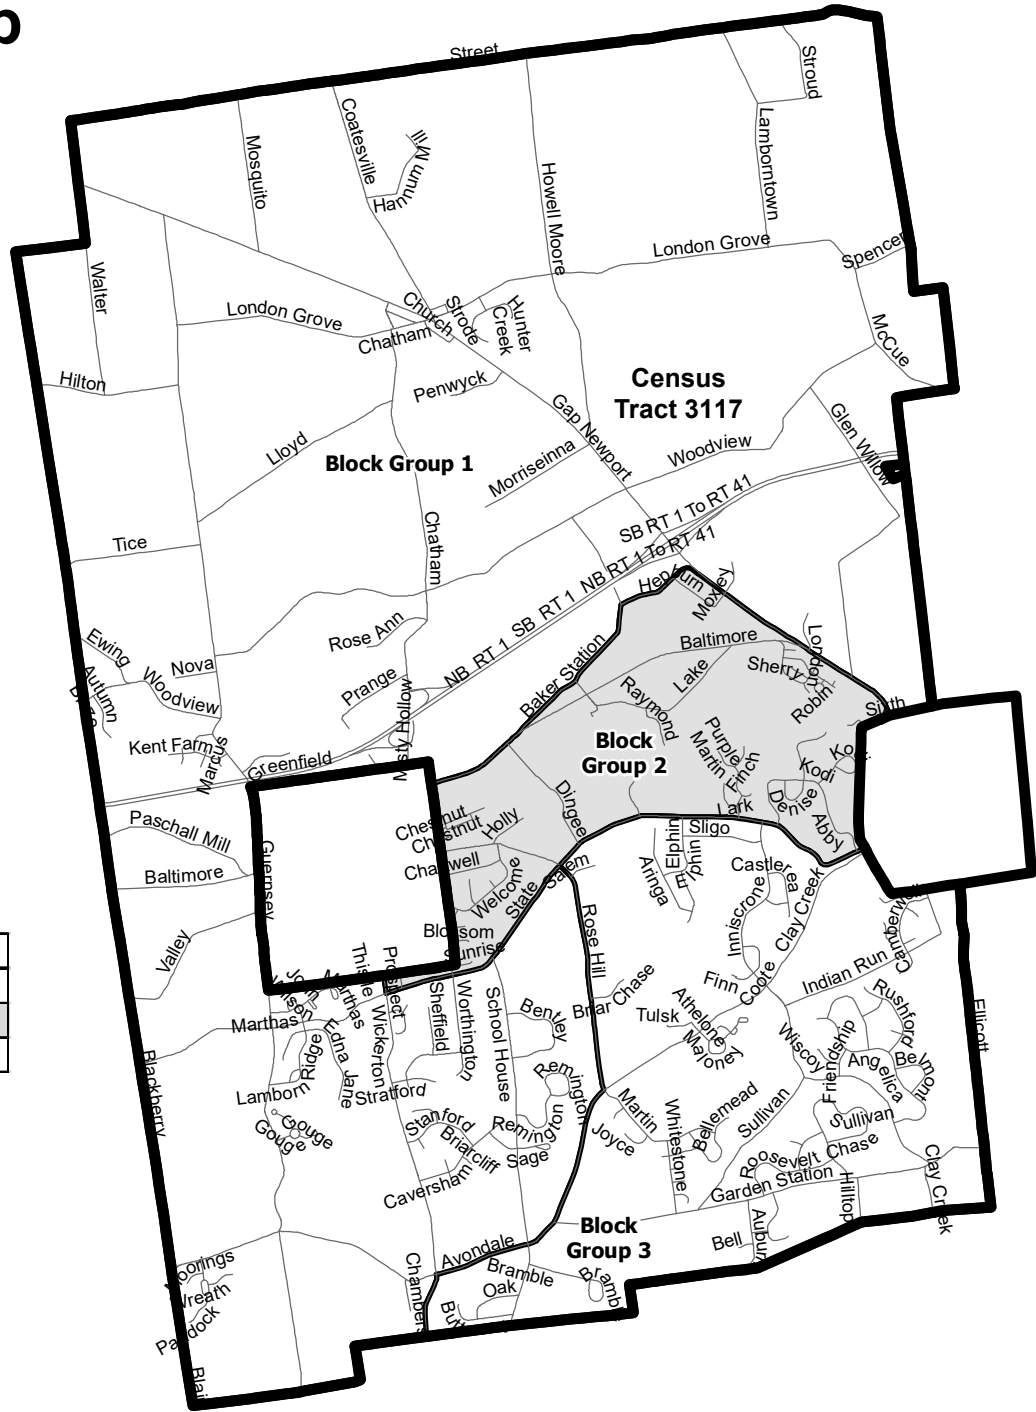 Street
Stroud
Coatesville
Mosquito
Hannum Mill
Lamborntown
Howell Moore
London Grove
Spencer
Walter
London Grove
Church
Strode
Hunter
Creek
Chatham
McCue
Hilton
Penwyck
Census
Tract 3117
Gap Newport
Glen Willow
Lloyd
Block Group 1
Morriseinna
Woodview
SB RT 1 To RT 41
Chatham
Tice
NB RT 1 To RT 41
Hepburn
Moxley
SB RT 1
NB RT 1
Rose Ann
Baker Station
Baltimore
London
Ewing
Nova
Woodview
Autumn
Prange
Lake
Sherry
Robin
Raymond
Sixth
Misty Hollow
Kent Farm
Marcus
Greenfield
Block
Group 2
Purple
Martin
Finch
Kodi
Denise
Abby
Lark
Dingee
Chestnut
Chestnut
Holly
Paschall Mill
Baltimore
Guernsey
Sligo
Elphin
Elphin
Aringa
Castlerea
Charwell
Welcome
State
Salem
Blossom
Sunrise
Rose Hill
Inniscrone
Clay Creek
Camberwell
Valley
Thistle
Prospect
John
Wilson
Marthas
Marthas
Sheffield
Worthington
School House
Bentley
Briar Chase
Finn
Coote
Indian Run
Tulsk
Athelone
Maloney
Rushford
Ellicott
Wickerton
Edna Jane
Ridge
Lamborn
Stratford
Wiscoy
Friendship
Angelica
Belmont
Blackberry
Gouge
Gouge
Remington
Stanford
Briarcliff
Remington
Sage
Caversham
Martin
Joyce
Whitestone
Bellemead
Sullivan
Sullivan
Roosevelt Chase
Garden Station
Hilltop
Clay Creek
Block
Group 3
Bell
Auburn
Avondale
Chambers
Bramble
Oak
Moorings
Wreath
Paddock